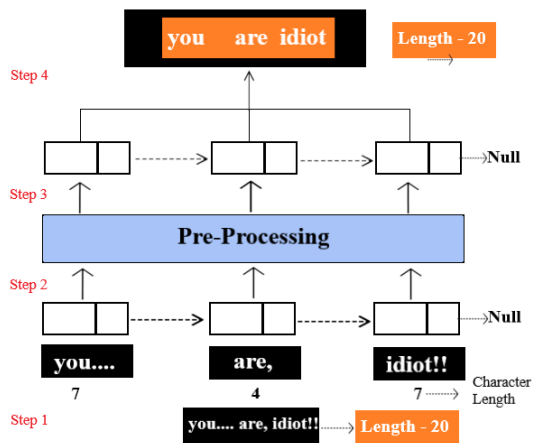 you are idiot
Length - 20
Step 4
Null
Step 3
Pre-Processing
Step 2
Null
you.... are, idiot!!
7 4 7 Character Length
Step 1
you.... are, idiot!! Length - 20